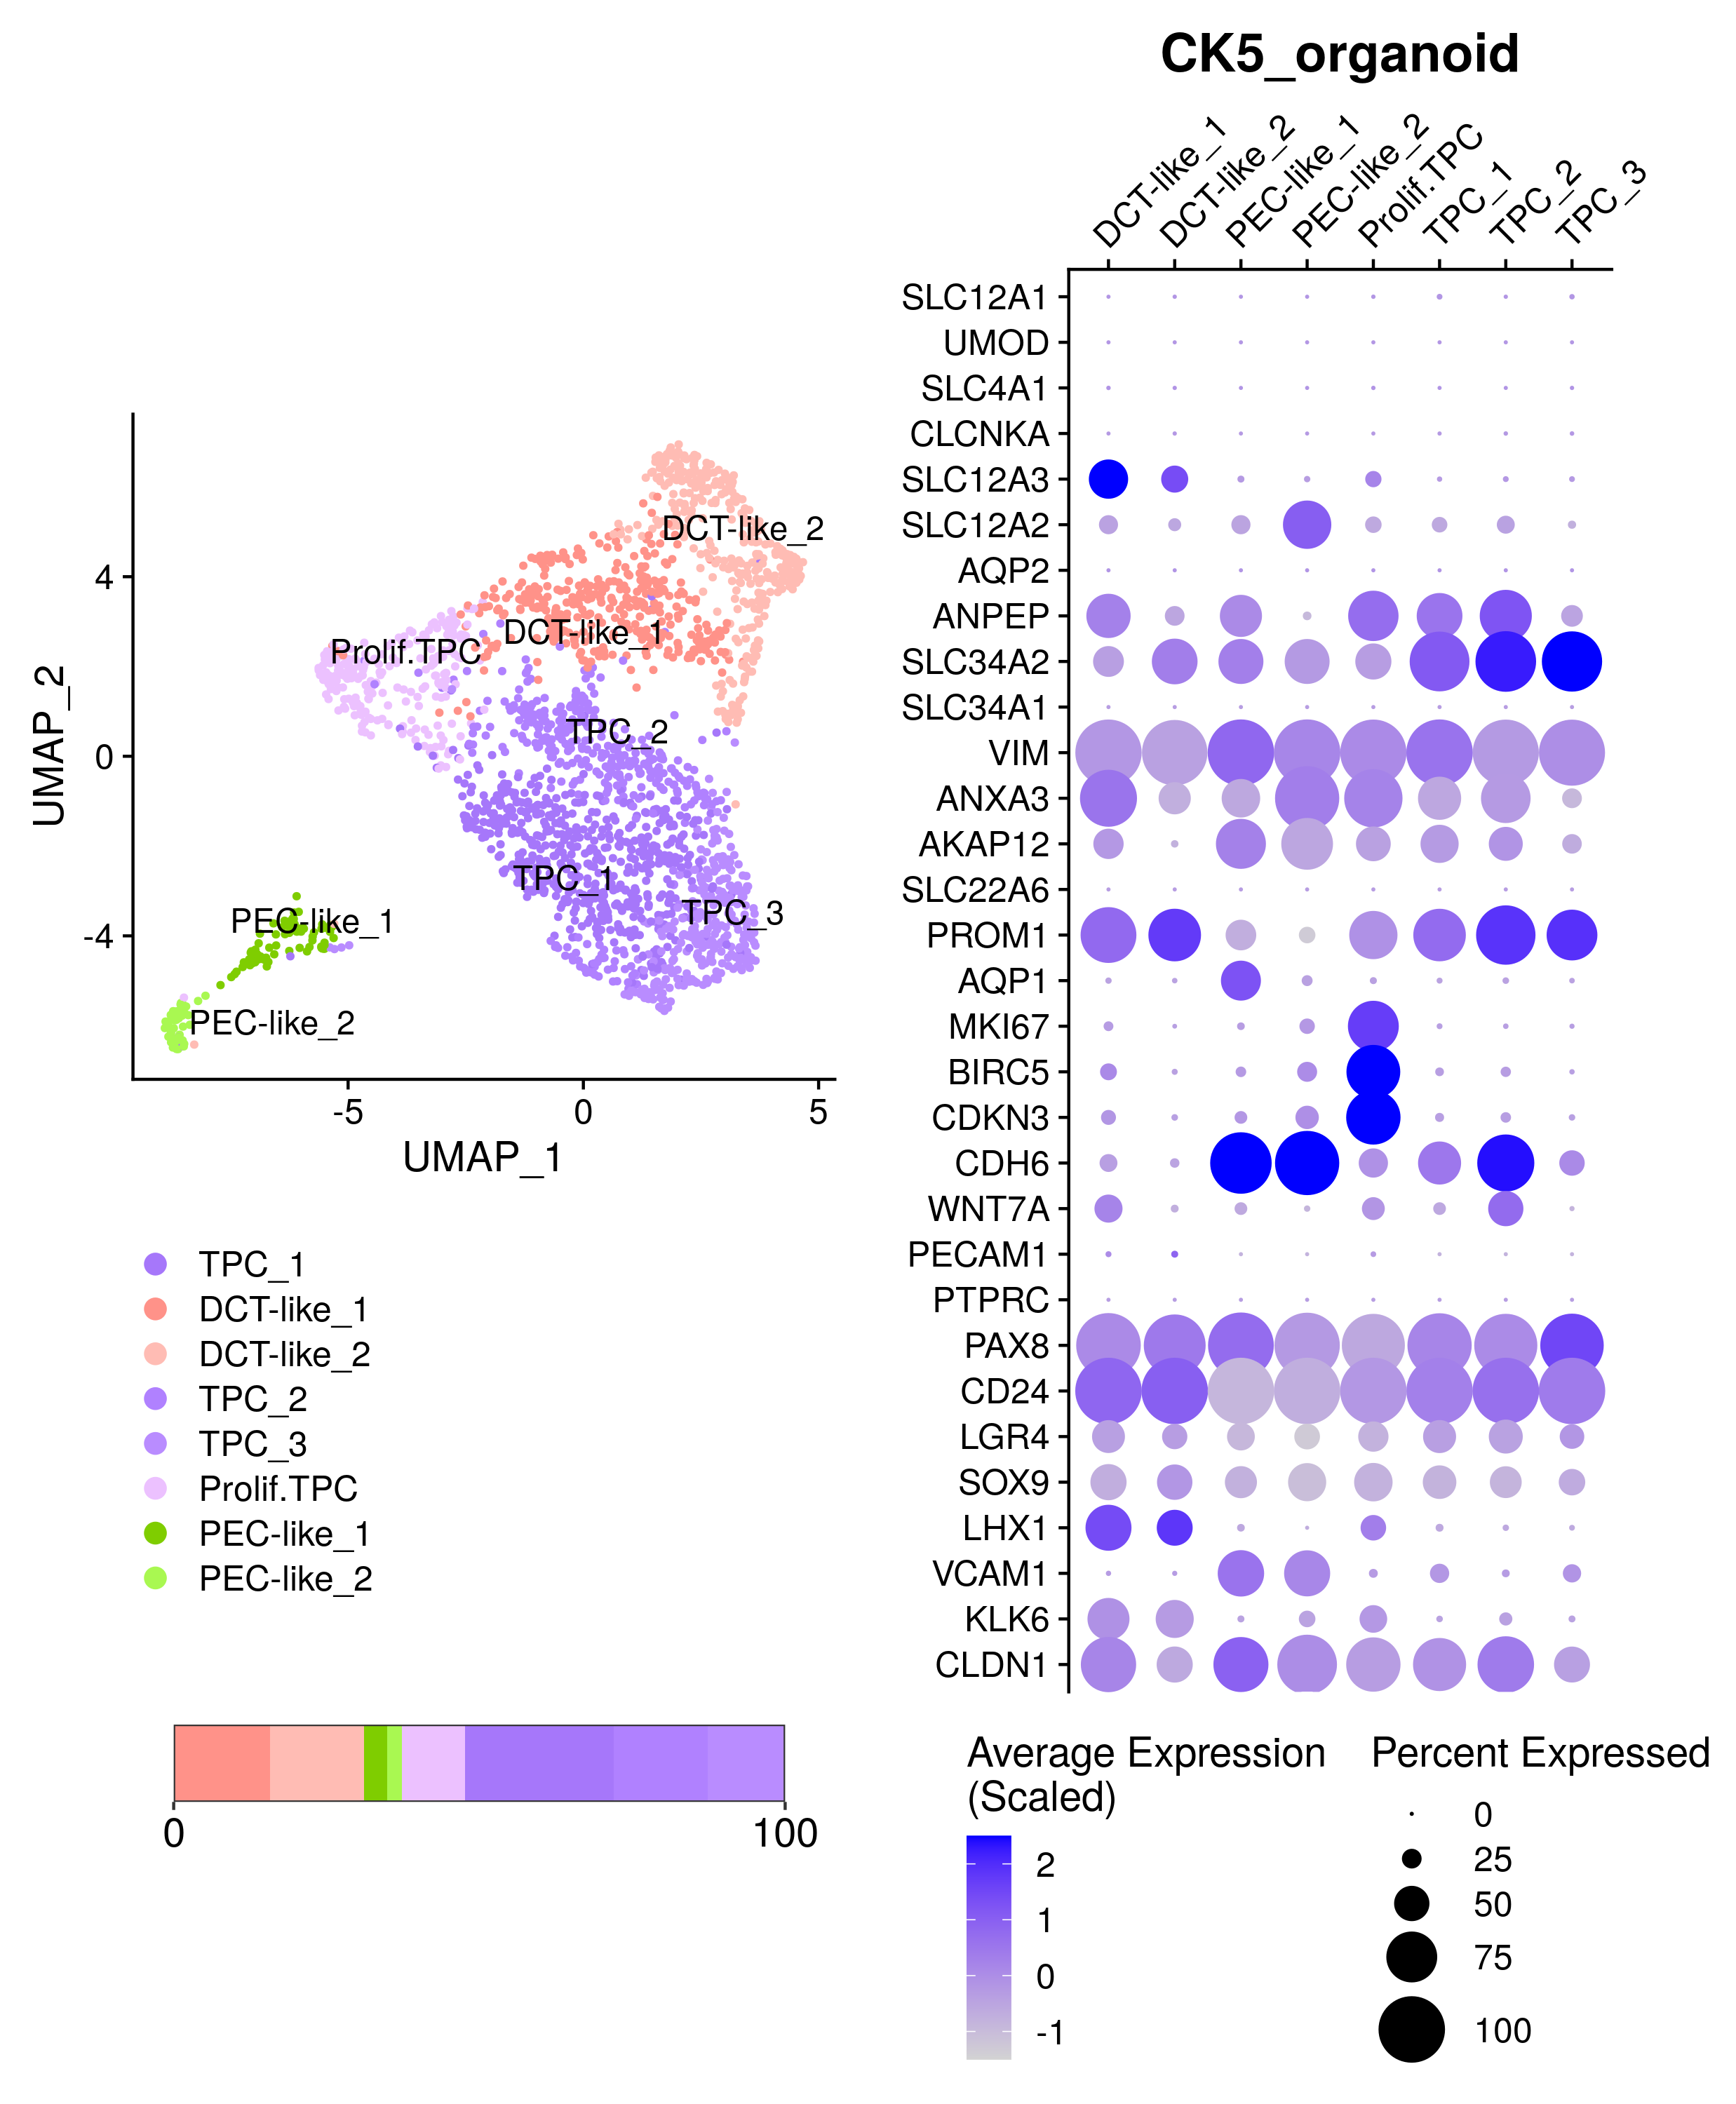 CK5_organoid
DCT-like_1
DCT-like_2
PEC-like_1
PEC-like_2
Prolif.TPC
TPC_1
TPC_2
TPC_3
SLC12A1
UMOD
SLC4A1
CLCNKA
SLC12A3
SLC12A2
AQP2
ANPEP
SLC34A2
SLC34A1
VIM
ANXA3
AKAP12
SLC22A6
PROM1
AQP1
MKI67
BIRC5
CDKN3
CDH6
WNT7A
PECAM1
PTPRC
PAX8
CD24
LGR4
SOX9
LHX1
VCAM1
KLK6
CLDN1
UMAP_2
4
0
-4
DCT-like_2
DCT-like_1
Prolif.TPC
TPC_2
TPC_1
TPC_3
PEC-like_1
PEC-like_2
-5
0
5
UMAP_1
TPC_1
DCT-like_1
DCT-like_2
TPC_2
TPC_3
Prolif.TPC
PEC-like_1
PEC-like_2
0
100
Average Expression
(Scaled)
2
1
0
-1
Percent Expressed
0
25
50
75
100